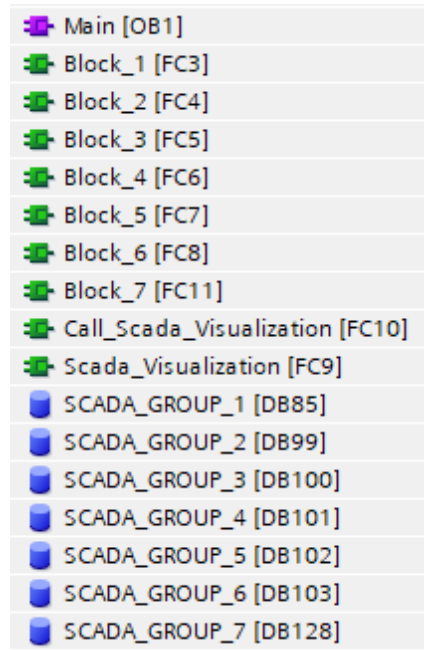 Main [OB1]
Block_1 [FC3]
Block_2 [FC4]
Block_3 [FC5]
Block_4 [FC6]
Block_5 [FC7]
Block_6 [FC8]
Block_7 [FC11]
Call_Scada_Visualization [FC10]
Scada_Visualization [FC9]
SCADA_GROUP_1 [DB85]
SCADA_GROUP_2 [DB99]
SCADA_GROUP_3 [DB100]
SCADA_GROUP_4 [DB101]
SCADA_GROUP_5 [DB102]
SCADA_GROUP_6 [DB103]
SCADA_GROUP_7 [DB128]